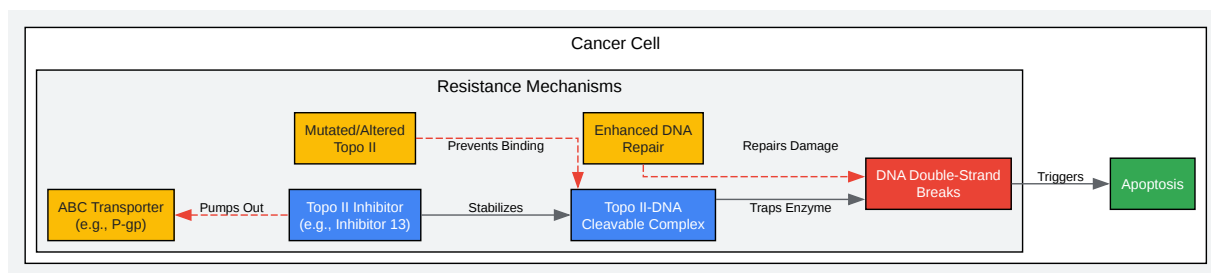 Cancer Cell
Resistance Mechanisms
Mutated/Altered
Topo II
Prevents Binding
Enhanced DNA
Repair
Repairs Damage
DNA Double-Strand
Breaks
Triggers
Apoptosis
ABC Transporter
(e.g., P-gp)
Pumps Out
Topo II Inhibitor
(e.g., Inhibitor 13)
Stabilizes
Topo II-DNA
Cleavable Complex
Traps Enzyme